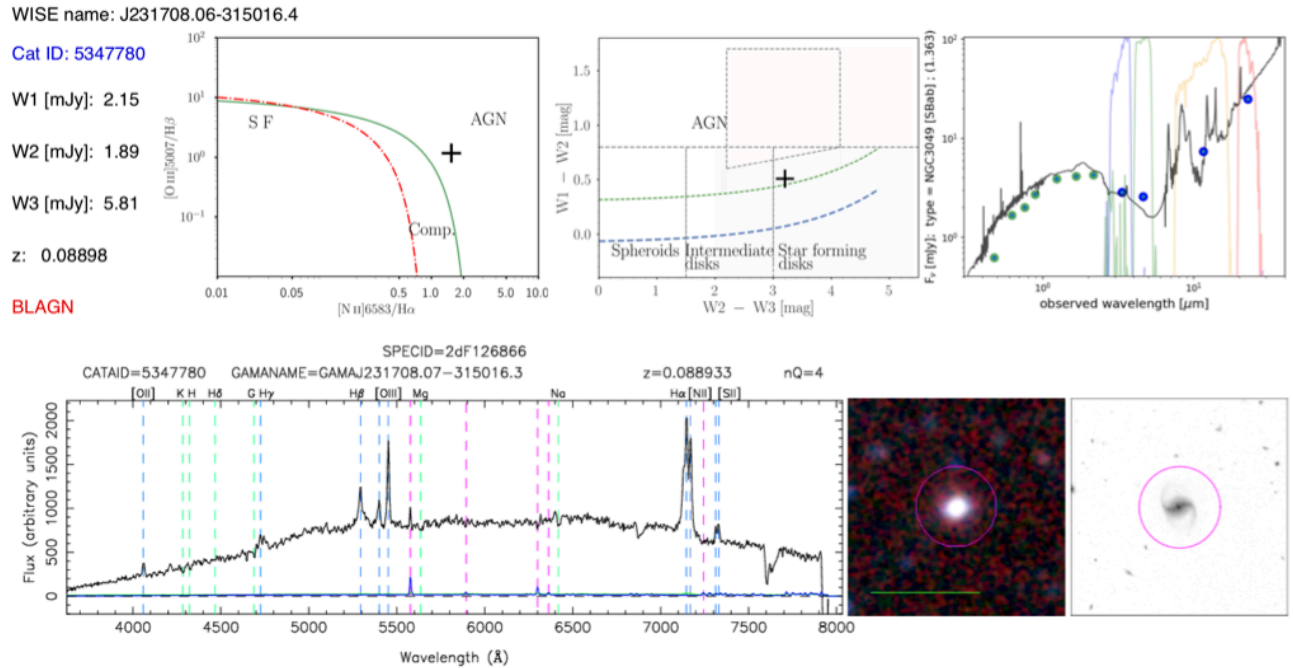 WISE name: J231708.06-315016.4
Cat ID: 5347780
W1 [mJy]: 2.15
W2 [mJy]: 1.89
W3 [mJy]: 5.81
z: 0.08898
BLAGN
[O III]5007/Hβ
10²
10¹
10⁰
10⁻¹
S F
AGN
Comp.
0.01 0.05 0.5 1.0 2.0 5.0 10.0
[N II]6583/Hα
W1 − W2 [mag]
1.5
1.0
0.5
0.0
AGN
Spheroids
Intermediate disks
Star forming disks
0 1 2 3 4 5
W2 − W3 [mag]
Fν [mJy]; type = NGC3049 [SBab] ; (1.363)
10²
10¹
10⁰
10⁰ 10¹
observed wavelength [μm]
SPECID=2dF126866
CATAID=5347780 GAMANAME=GAMAJ231708.07−315016.3 z=0.088933 nQ=4
[OII] K H Hδ G Hγ Hβ [OIII] Mg Na Hα [NII] [SII]
Flux (arbitrary units)
2000
1500
1000
500
0
4000 4500 5000 5500 6000 6500 7000 7500 8000
Wavelength (Å)